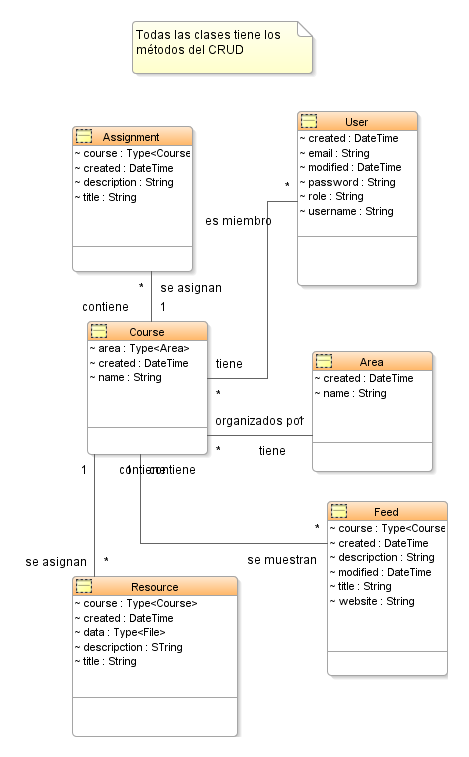 Todas las clases tiene los
métodos del CRUD
User
~ created : DateTime
~ email : String
~ modified : DateTime
~ password : String
~ role : String
~ username : String
Assignment
~ course : Type<Course
~ created : DateTime
~ description : String
~ title : String
*
es miembro
*
se asignan
contiene
1
Course
~ area : Type<Area>
~ created : DateTime
~ name : String
tiene
*
Area
~ created : DateTime
~ name : String
organizados por
*
tiene
1
contiene
1
contiene
Feed
~ course : Type<Course
~ created : DateTime
~ descripction : String
~ modified : DateTime
~ title : String
~ website : String
*
se muestran
se asignan
*
Resource
~ course : Type<Course>
~ created : DateTime
~ data : Type<File>
~ descripction : STring
~ title : String